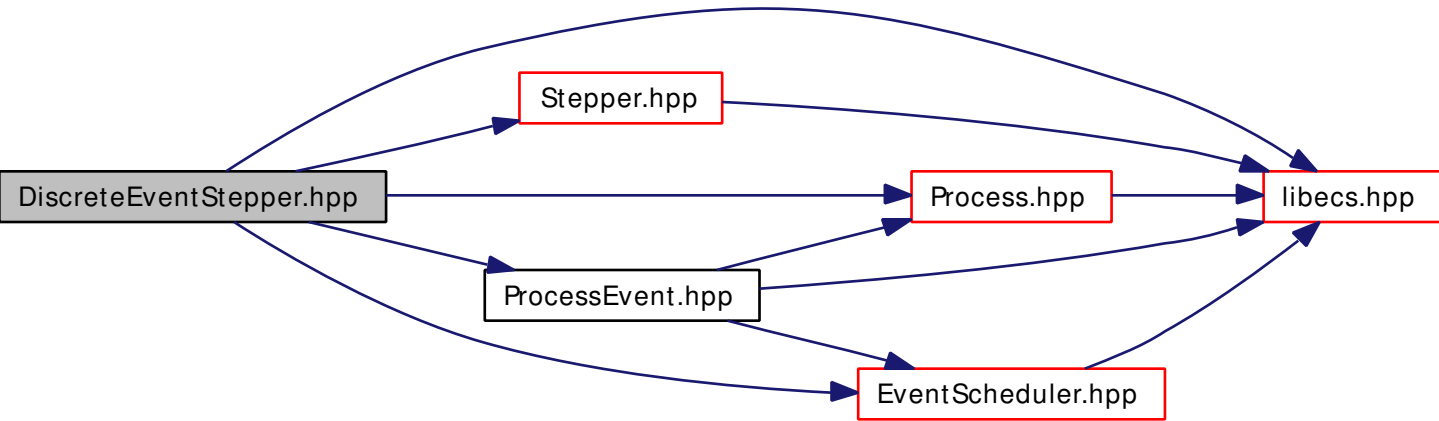 Stepper.hpp
DiscreteEventStepper.hpp
Process.hpp
libecs.hpp
ProcessEvent.hpp
EventScheduler.hpp